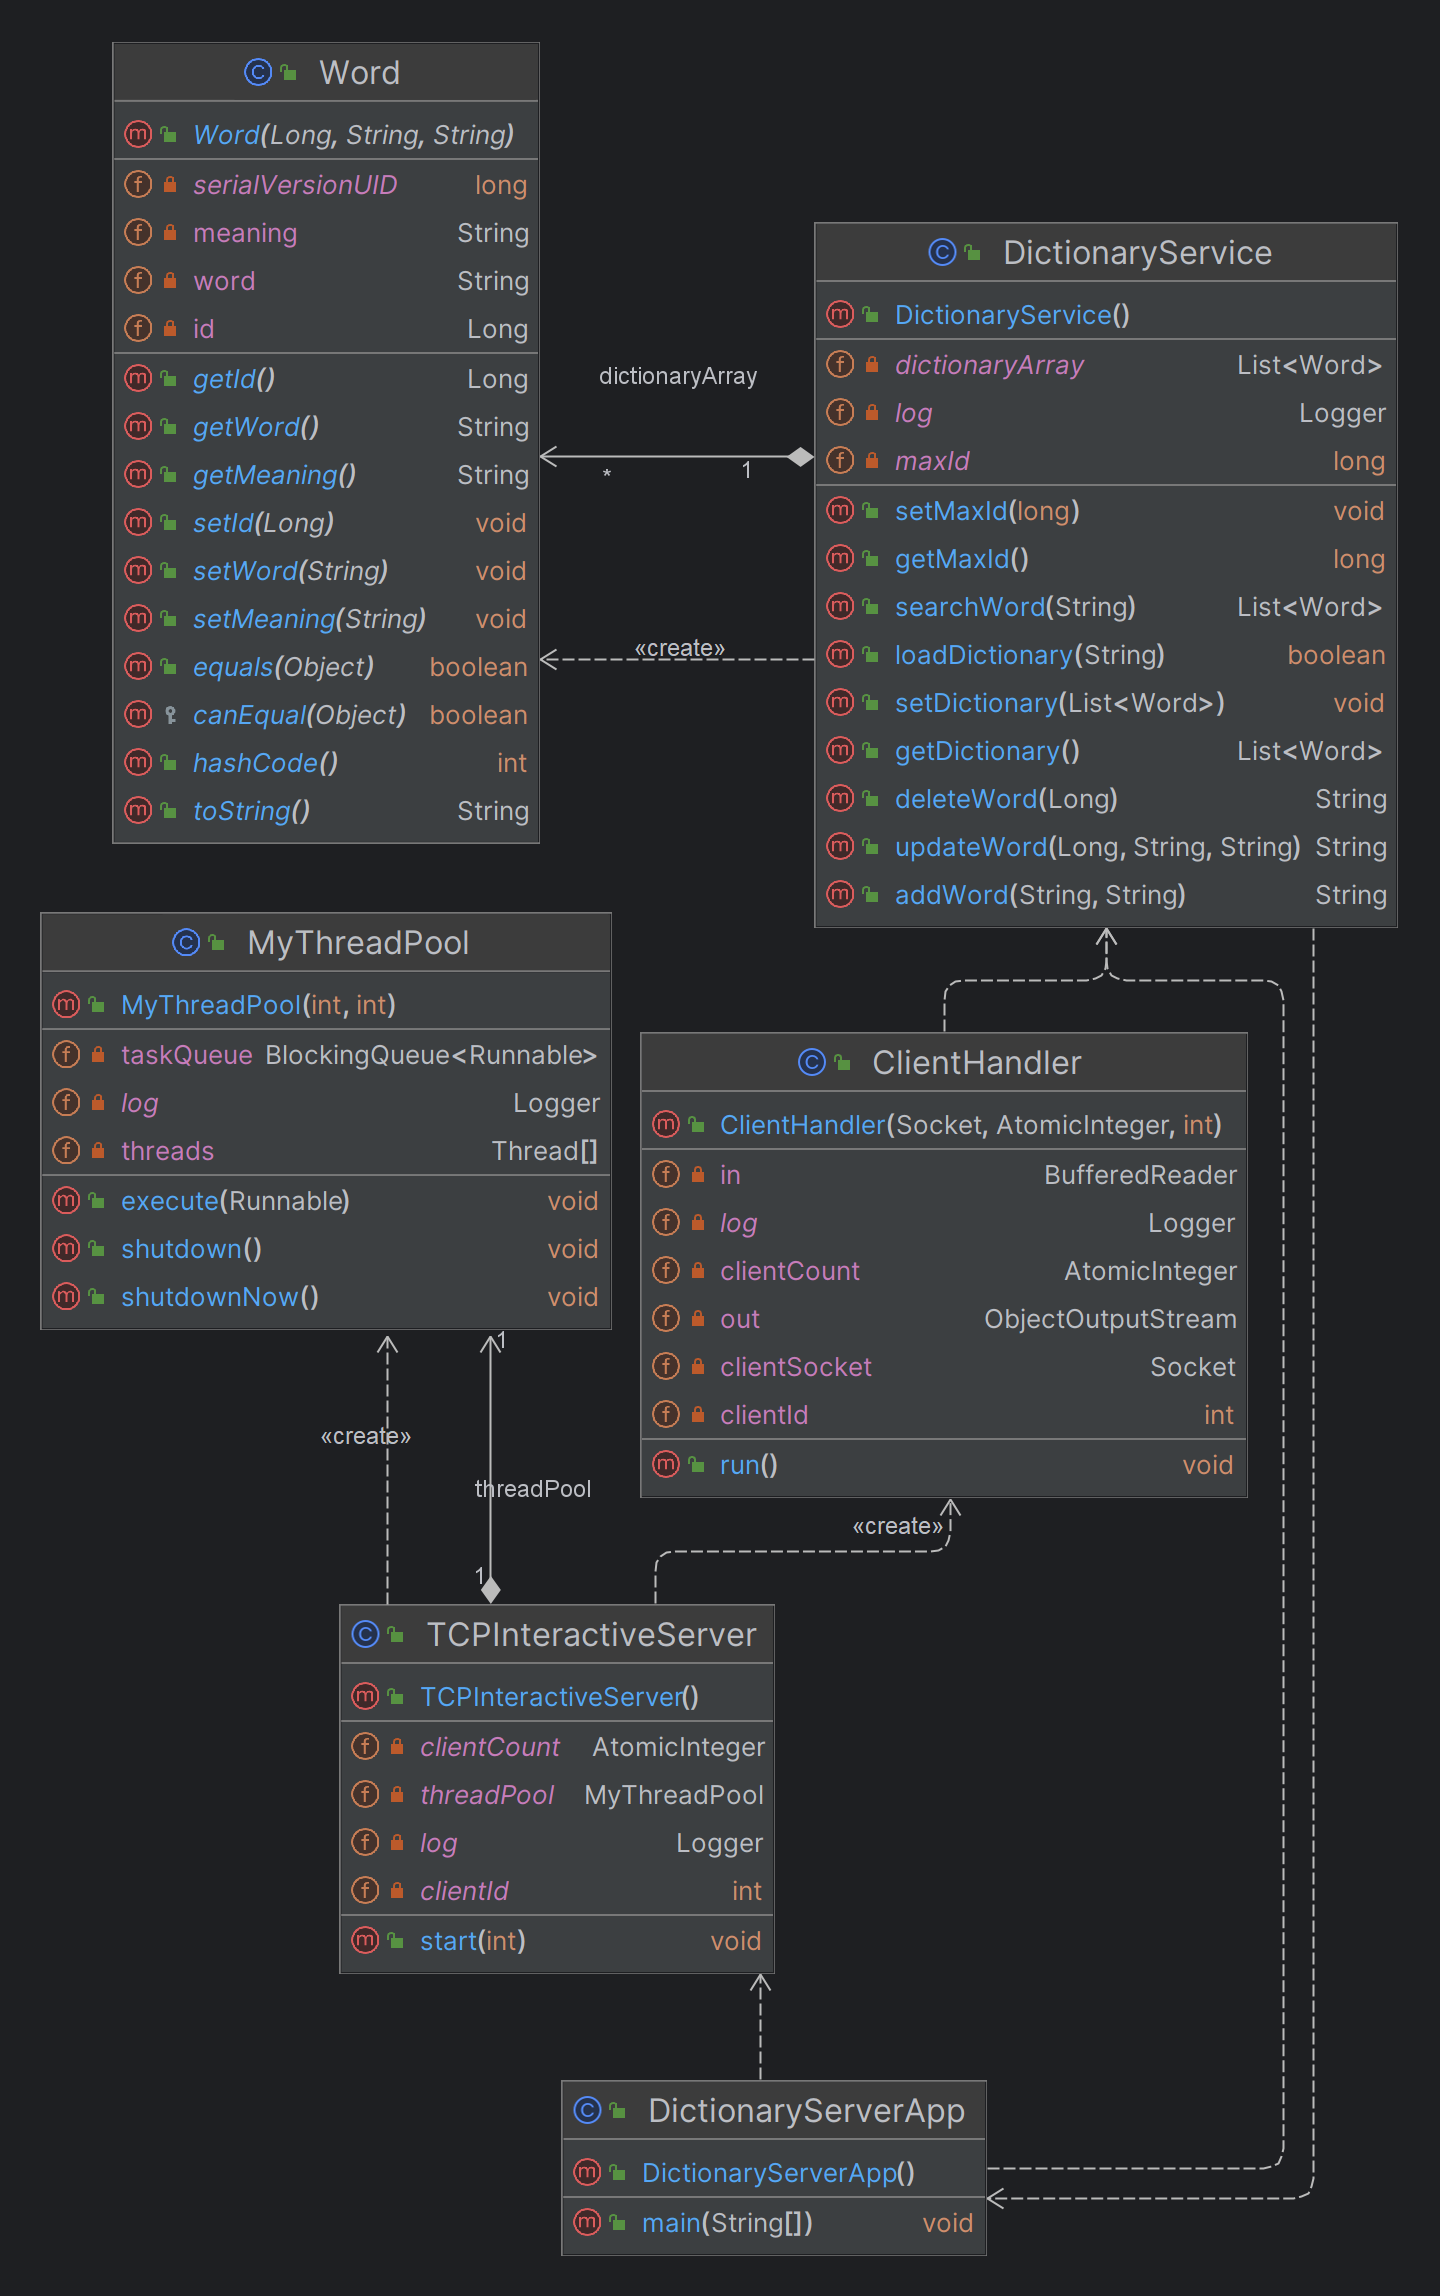 Word
Word(Long, String, String)
serialVersionUID long
meaning String
word String
id Long
getId() Long
getWord() String
getMeaning() String
setId(Long) void
setWord(String) void
setMeaning(String) void
equals(Object) boolean
canEqual(Object) boolean
hashCode() int
toString() String
dictionaryArray
* 1
«create»
DictionaryService
DictionaryService()
dictionaryArray List<Word>
log Logger
maxId long
setMaxId(long) void
getMaxId() long
searchWord(String) List<Word>
loadDictionary(String) boolean
setDictionary(List<Word>) void
getDictionary() List<Word>
deleteWord(Long) String
updateWord(Long, String, String) String
addWord(String, String) String
MyThreadPool
MyThreadPool(int, int)
taskQueue BlockingQueue<Runnable>
log Logger
threads Thread[]
execute(Runnable) void
shutdown() void
shutdownNow() void
ClientHandler
ClientHandler(Socket, AtomicInteger, int)
in BufferedReader
log Logger
clientCount AtomicInteger
out ObjectOutputStream
clientSocket Socket
clientId int
run() void
1
«create»
threadPool
1
«create»
TCPInteractiveServer
TCPInteractiveServer()
clientCount AtomicInteger
threadPool MyThreadPool
log Logger
clientId int
start(int) void
DictionaryServerApp
DictionaryServerApp()
main(String[]) void